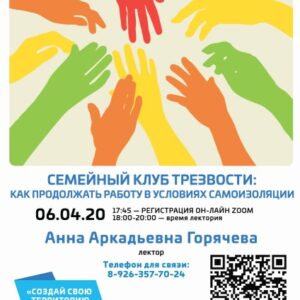 СЕМЕЙНЫЙ КЛУБ ТРЕЗВОСТИ:
КАК ПРОДОЛЖАТЬ РАБОТУ В УСЛОВИЯХ САМОИЗОЛЯЦИИ
06.04.20 17:45 — РЕГИСТРАЦИЯ ОН-ЛАЙН ZOOM
18:00-20:00 — время лектория
Анна Аркадьевна Горячева
лектор
Телефон для связи:
8-926-357-70-24
«СОЗДАЙ СВОЮ
ТЕРРИТОРИЮ